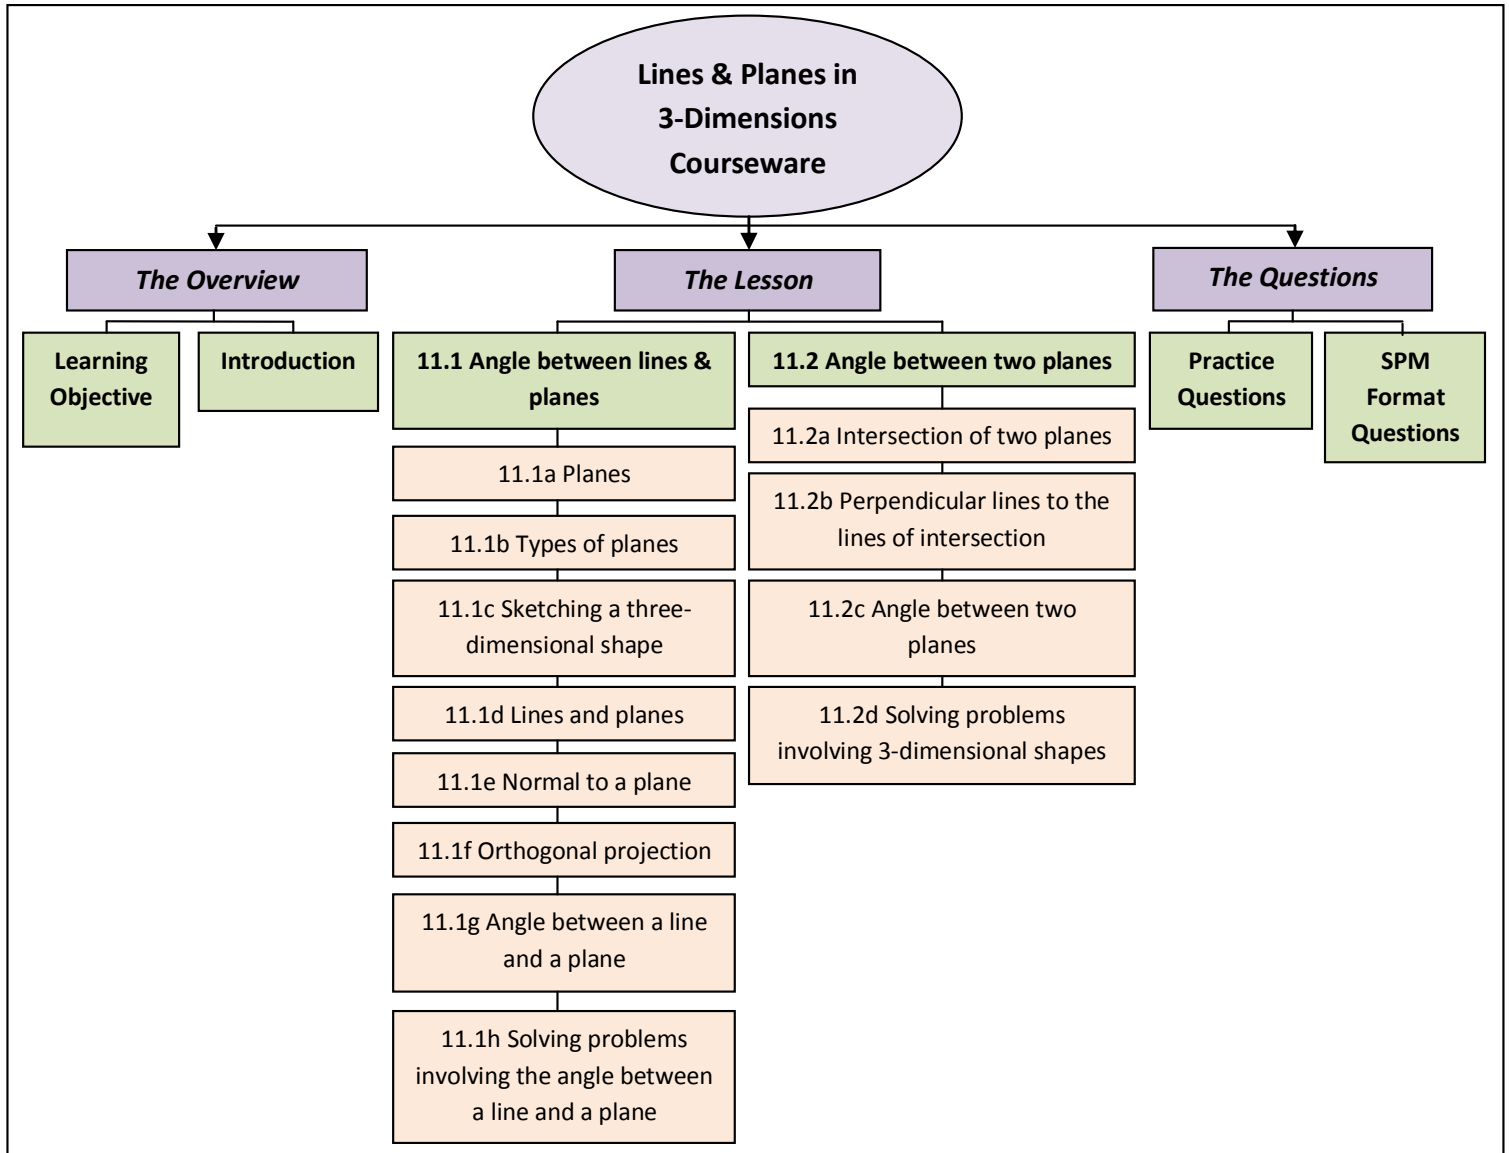 Lines & Planes in
3-Dimensions
Courseware
The Overview
The Lesson
The Questions
Learning
Objective
Introduction
11.1 Angle between lines &
planes
11.1a Planes
11.1b Types of planes
11.1c Sketching a three-
dimensional shape
11.1d Lines and planes
11.1e Normal to a plane
11.1f Orthogonal projection
11.1g Angle between a line
and a plane
11.1h Solving problems
involving the angle between
a line and a plane
11.2 Angle between two planes
11.2a Intersection of two planes
11.2b Perpendicular lines to the
lines of intersection
11.2c Angle between two
planes
11.2d Solving problems
involving 3-dimensional shapes
Practice
Questions
SPM
Format
Questions